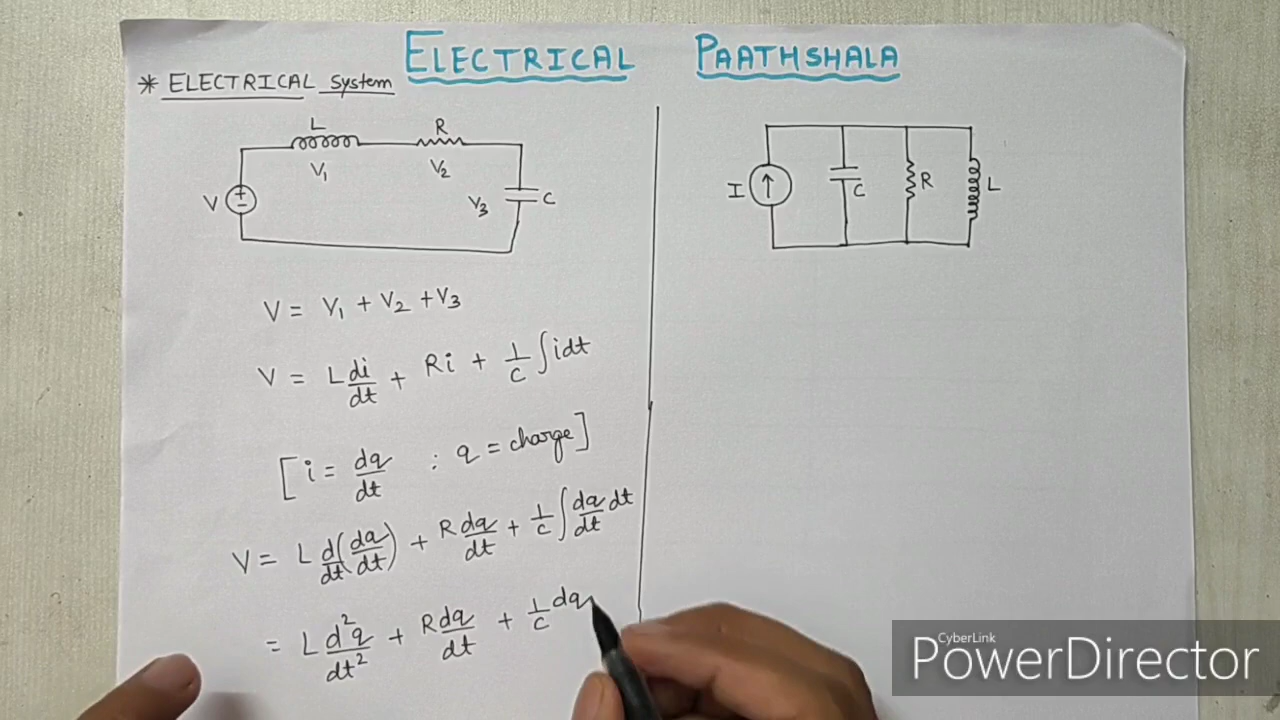 ELECTRICAL PAATHSHALA
* ELECTRICAL System
L
R
V₁
V₂
V
+
-
V₃
C
I
C
R
L
V = V₁ + V₂ + V₃
V = L di/dt + Ri + 1/C ∫ i dt
[ i = dq/dt : q = charge ]
V = L d/dt (dq/dt) + R dq/dt + 1/C ∫ dq/dt dt
= L d²q/dt² + R dq/dt + 1/C dq
CyberLink
PowerDirector